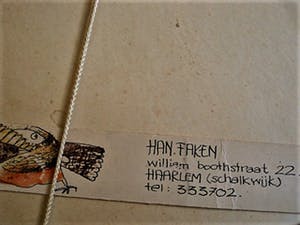 HAN FAKEN
william boothstraat 22.
HAARLEM (schalkwijk)
tel: 333702.